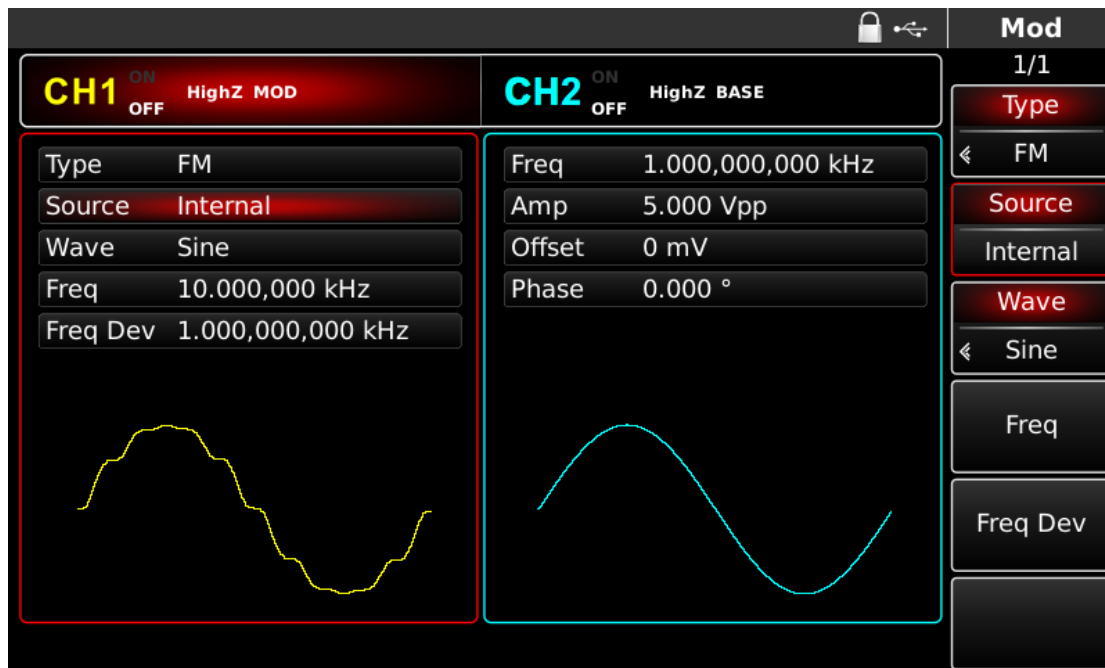 Mod
1/1
CH1 ON OFF HighZ MOD
CH2 ON OFF HighZ BASE
Type FM
Source Internal
Wave Sine
Freq 10.000,000 kHz
Freq Dev 1.000,000,000 kHz
Freq 1.000,000,000 kHz
Amp 5.000 Vpp
Offset 0 mV
Phase 0.000 °
Type
FM
Source
Internal
Wave
Sine
Freq
Freq Dev